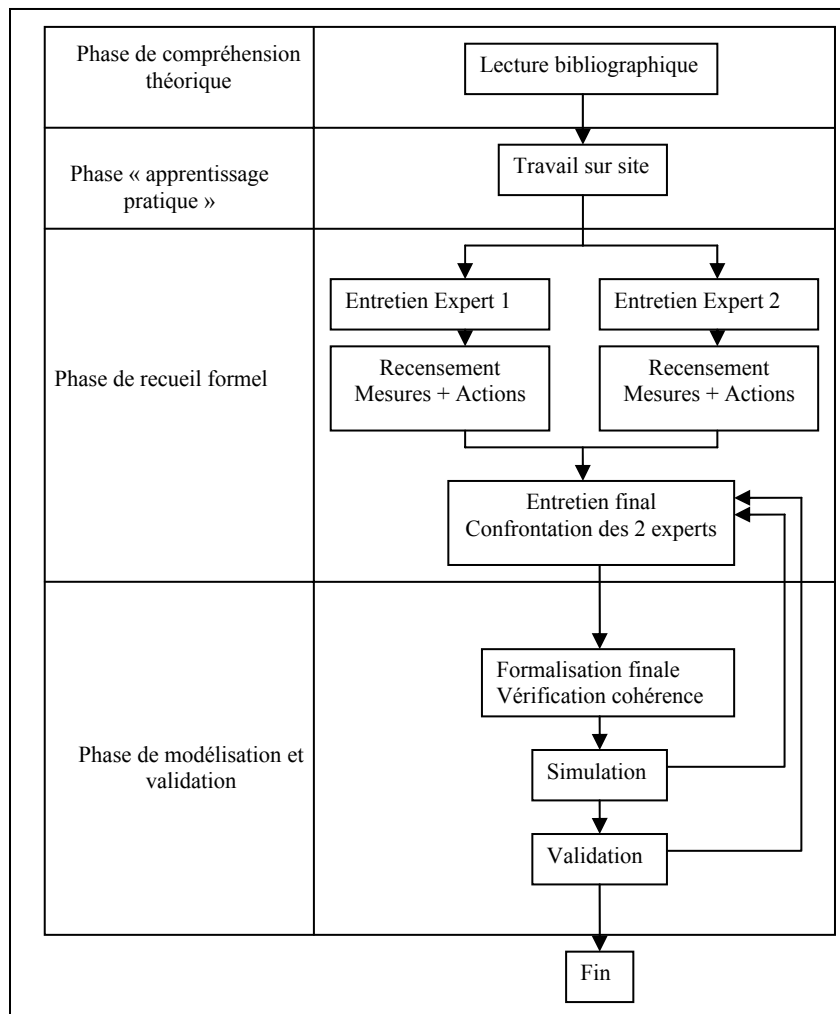 Phase de compréhension
théorique
Lecture bibliographique
Phase « apprentissage
pratique »
Travail sur site
Phase de recueil formel
Entretien Expert 1
Entretien Expert 2
Recensement
Mesures + Actions
Recensement
Mesures + Actions
Entretien final
Confrontation des 2 experts
Phase de modélisation et
validation
Formalisation finale
Vérification cohérence
Simulation
Validation
Fin